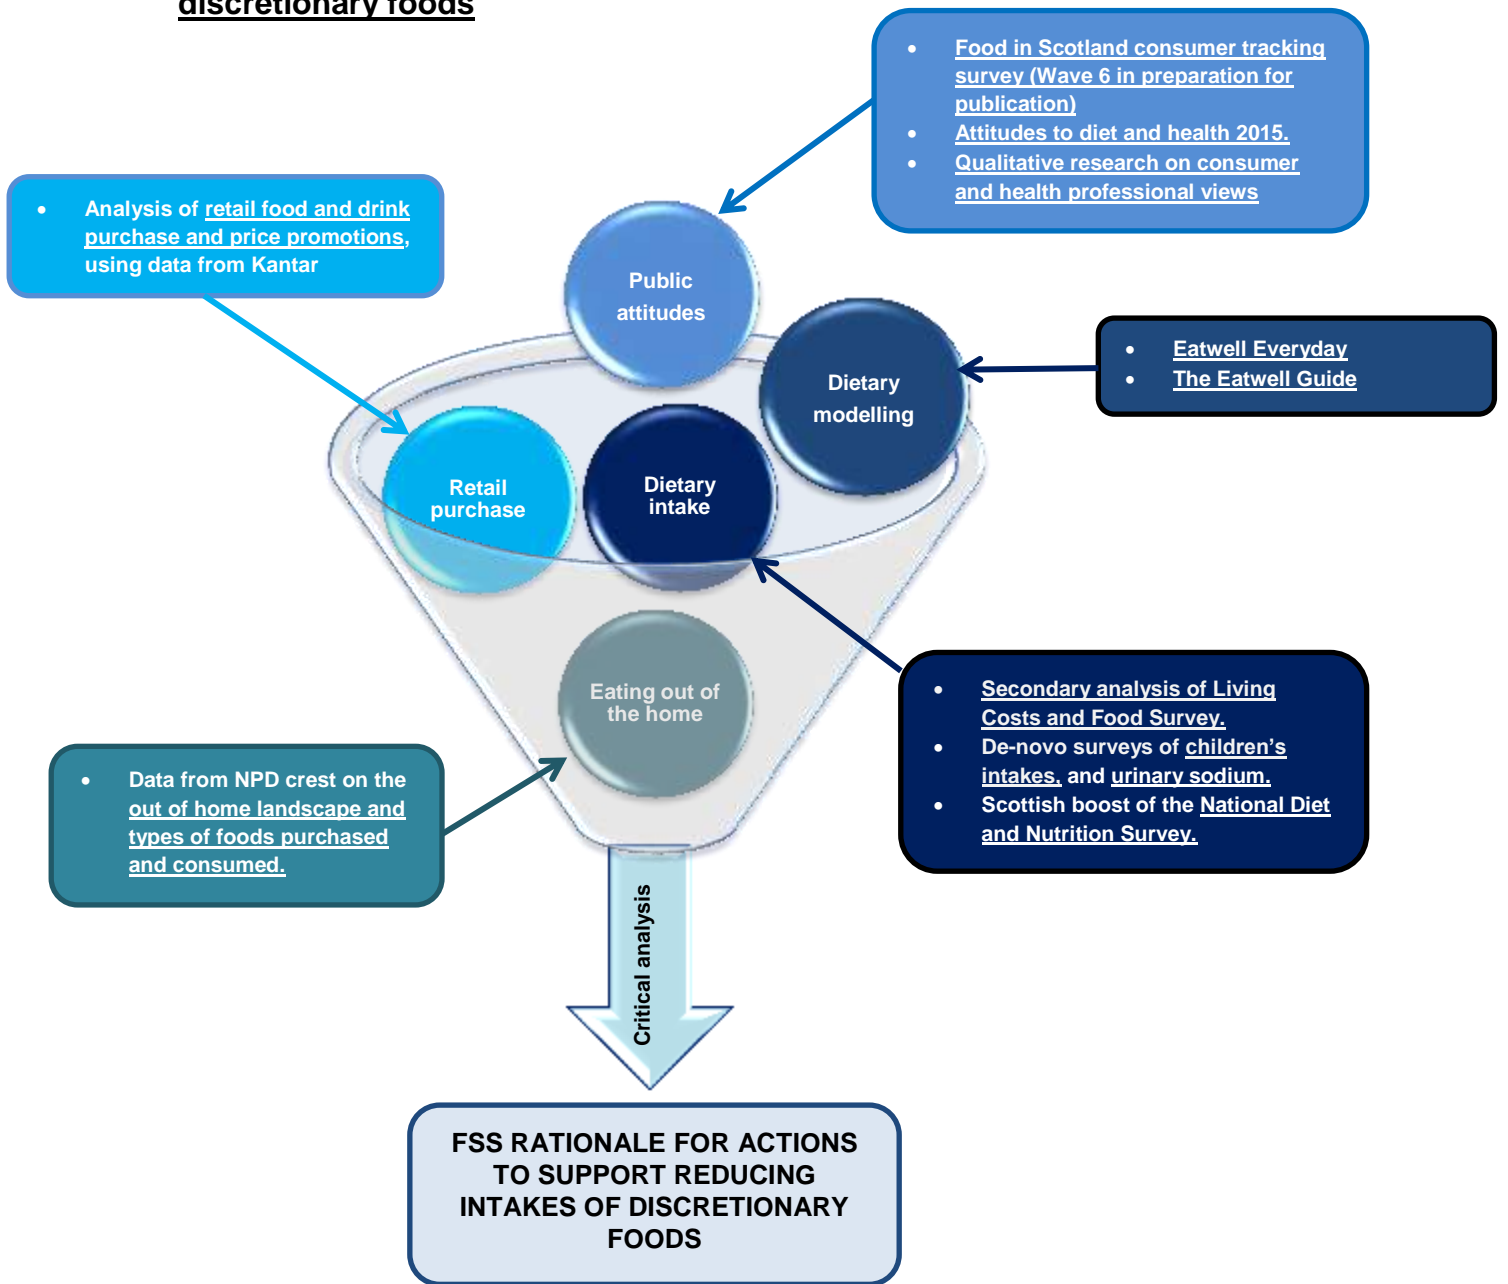 discretionary foods
• Food in Scotland consumer tracking
survey (Wave 6 in preparation for
publication)
• Attitudes to diet and health 2015.
• Qualitative research on consumer
and health professional views
• Analysis of retail food and drink
purchase and price promotions,
using data from Kantar
Public
attitudes
• Eatwell Everyday
• The Eatwell Guide
Dietary
modelling
Retail
purchase
Dietary
intake
Eating out of
the home
• Secondary analysis of Living
Costs and Food Survey.
• De-novo surveys of children’s
intakes, and urinary sodium.
• Scottish boost of the National Diet
and Nutrition Survey.
• Data from NPD crest on the
out of home landscape and
types of foods purchased
and consumed.
Critical analysis
FSS RATIONALE FOR ACTIONS
TO SUPPORT REDUCING
INTAKES OF DISCRETIONARY
FOODS